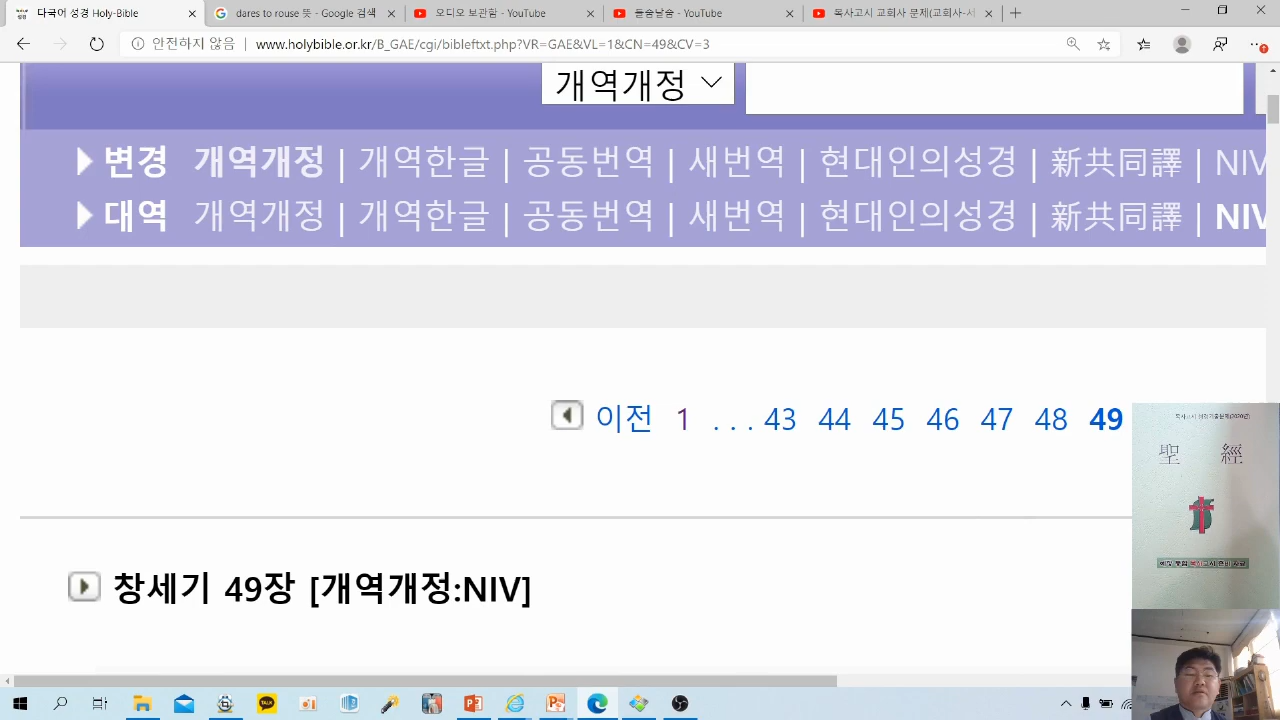 다국어 성경 Holy-Bible
dares to rouse 뜻 - Google 검색
오디오 보관함 - YouTube
들숨날숨 - YouTube
목사고시 교회사 문제(교회사-서
안전하지 않음 | www.holybible.or.kr/B_GAE/cgi/bibleftxt.php?VR=GAE&VL=1&CN=49&CV=3
개역개정
변경 개역개정 | 개역한글 | 공동번역 | 새번역 | 현대인의성경 | 新共同譯 | NIV
대역 개역개정 | 개역한글 | 공동번역 | 새번역 | 현대인의성경 | 新共同譯 | NIV
이전 1 . . . 43 44 45 46 47 48 49
창세기 49장 [개역개정:NIV]
聖 經
TALK